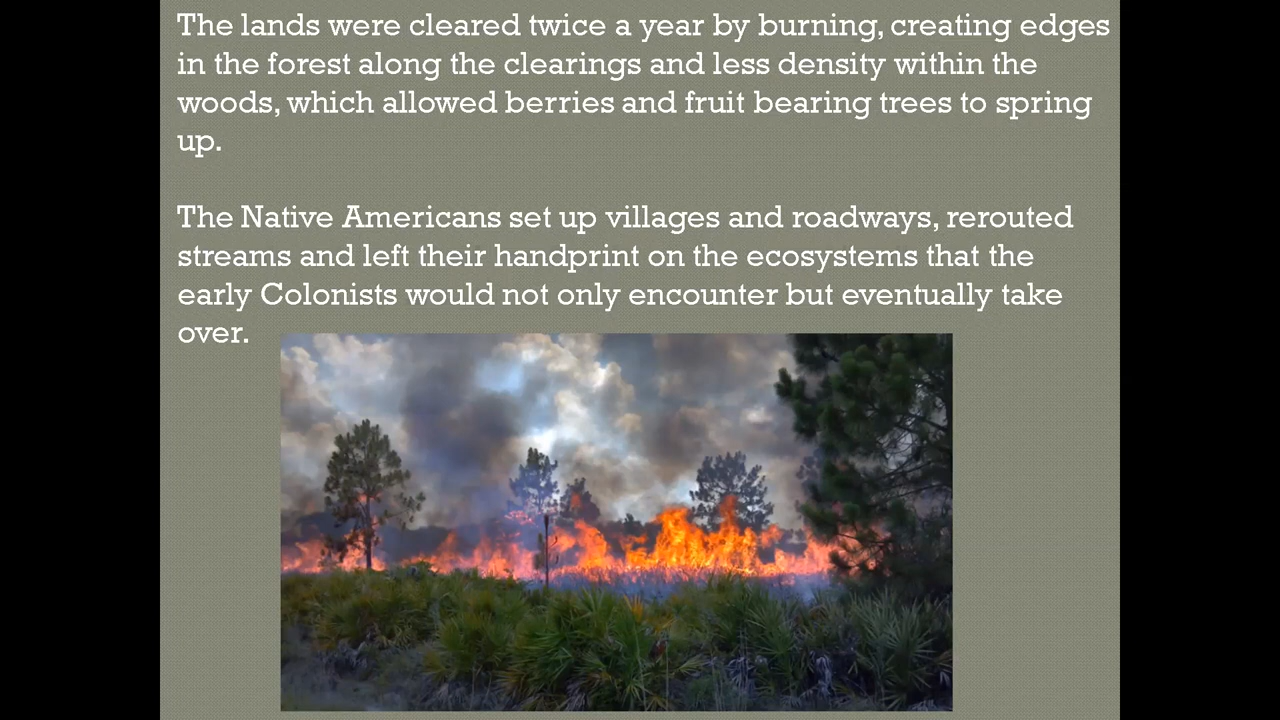 The lands were cleared twice a year by burning, creating edges
in the forest along the clearings and less density within the
woods, which allowed berries and fruit bearing trees to spring
up.
The Native Americans set up villages and roadways, rerouted
streams and left their handprint on the ecosystems that the
early Colonists would not only encounter but eventually take
over.